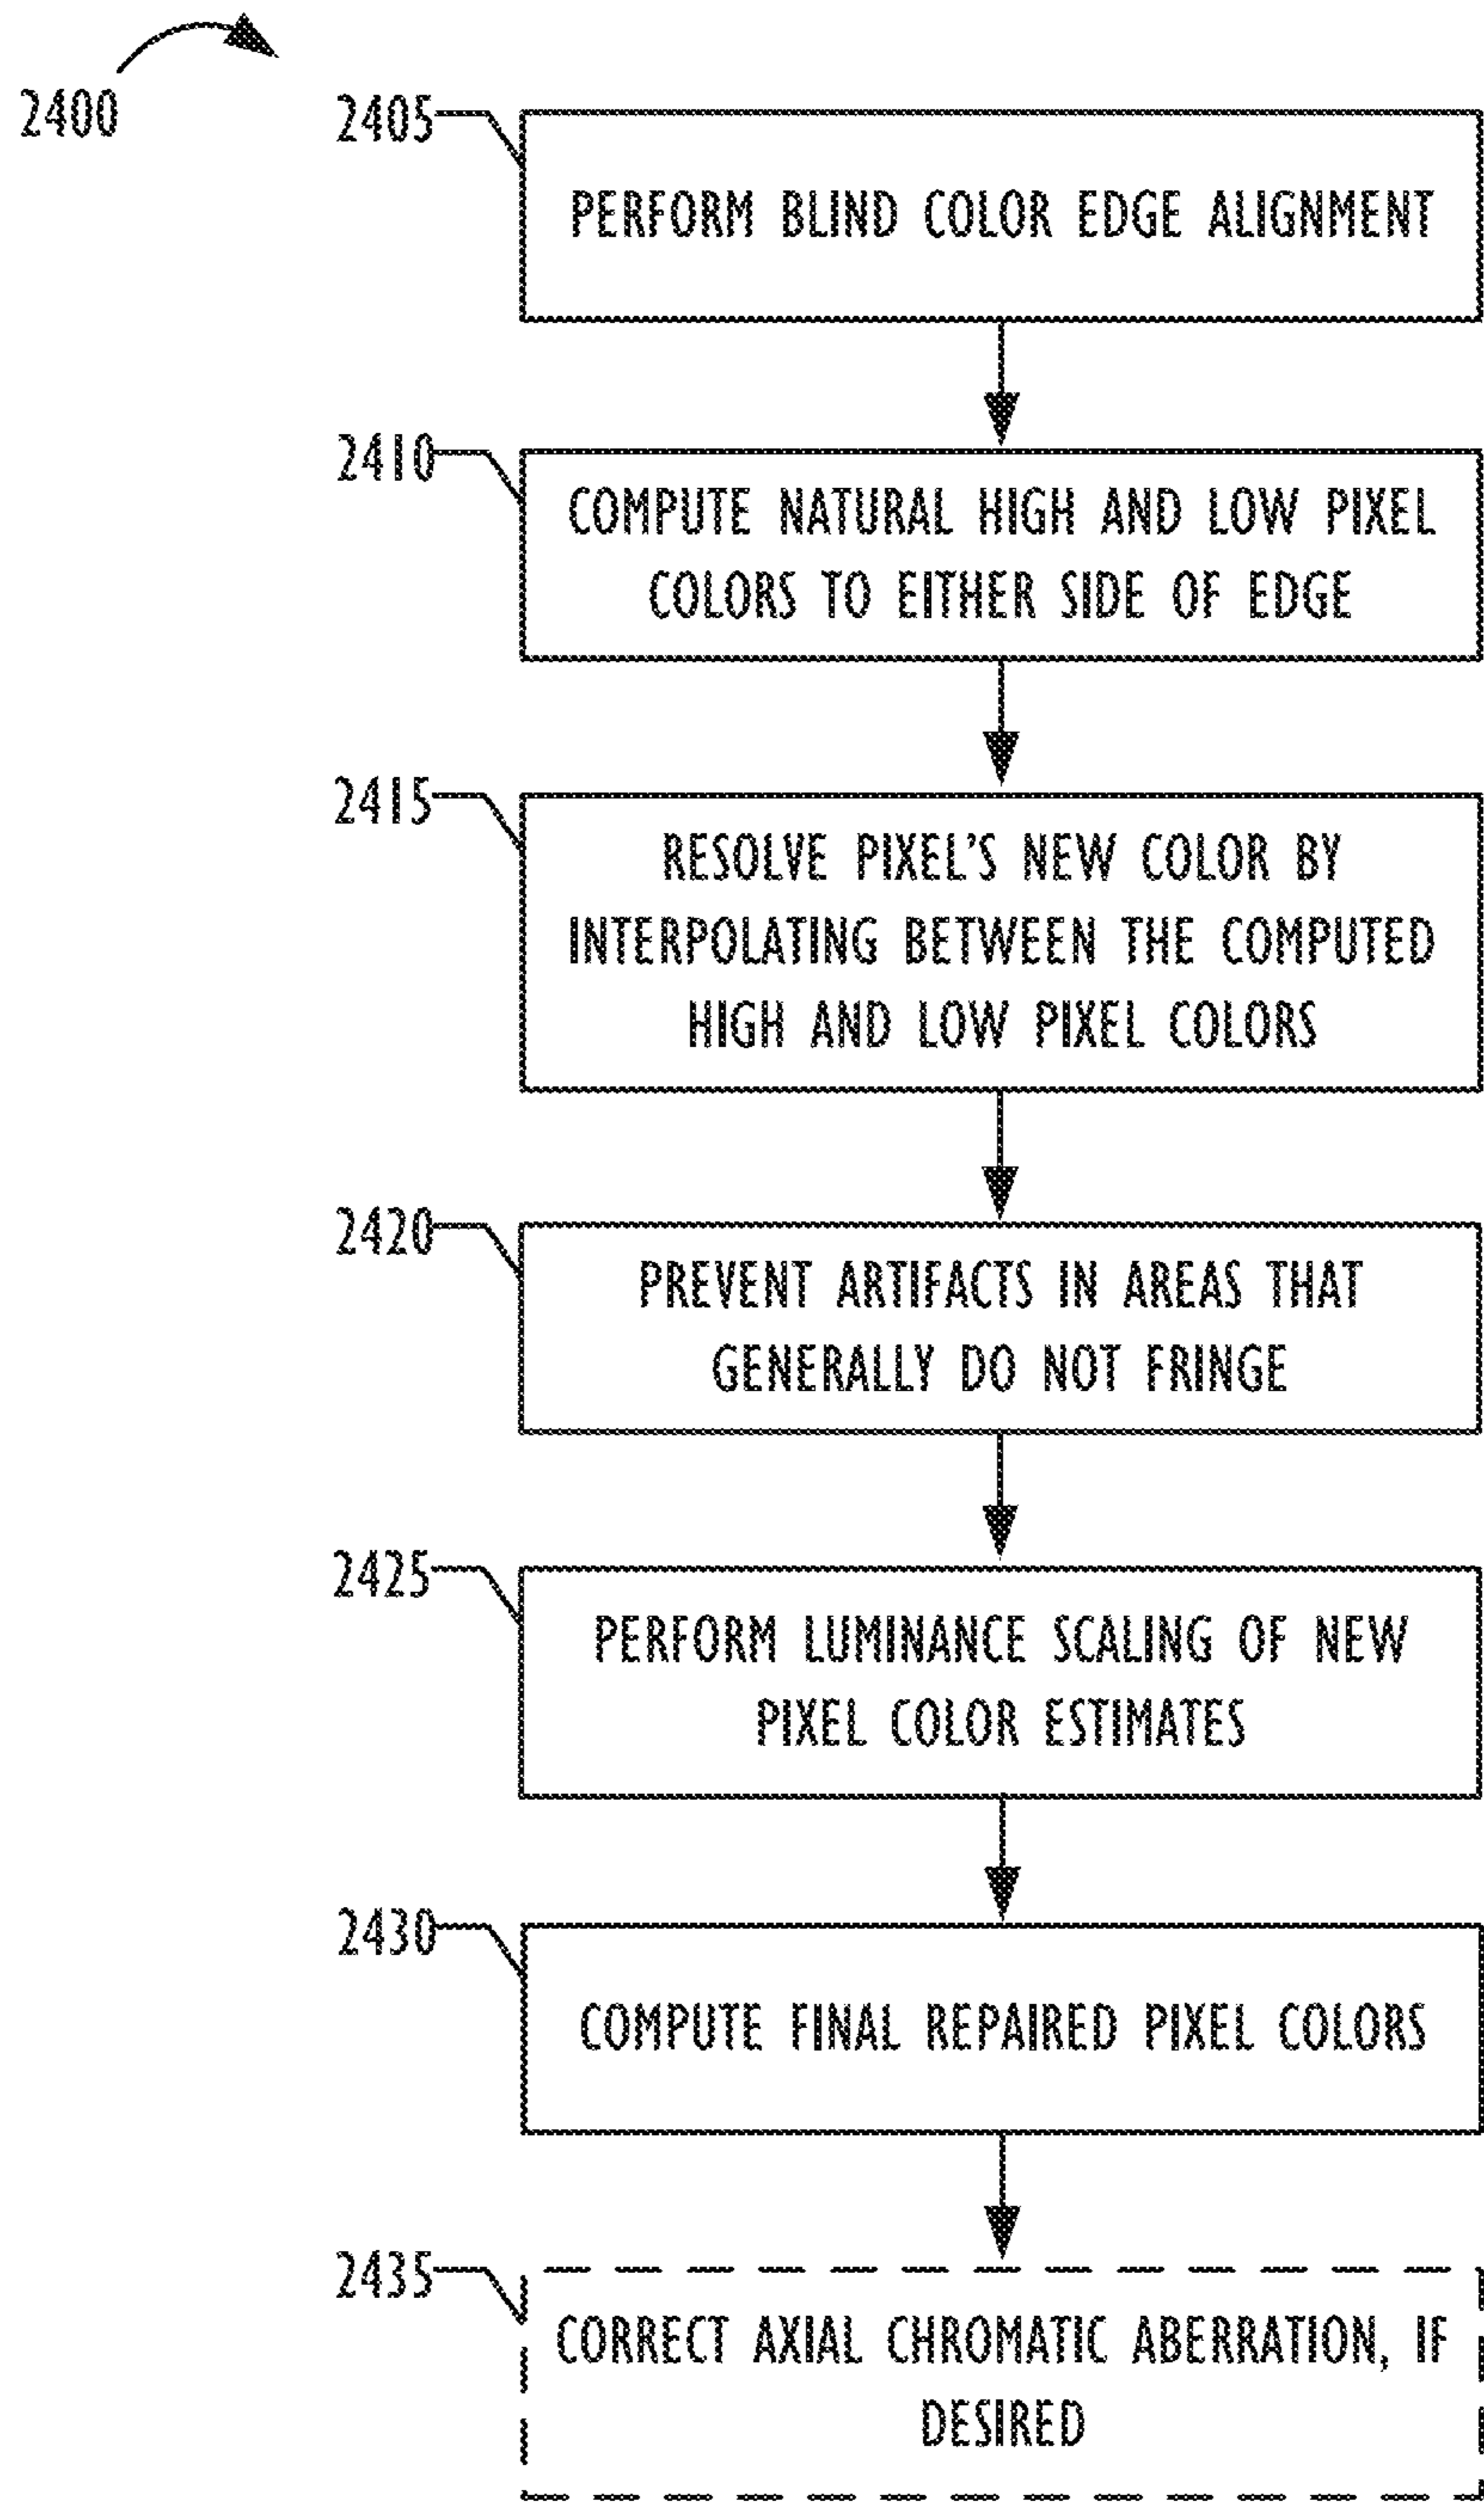 2400
2405
PERFORM BLIND COLOR EDGE ALIGNMENT
2410
COMPUTE NATURAL HIGH AND LOW PIXEL
COLORS TO EITHER SIDE OF EDGE
2415
RESOLVE PIXEL'S NEW COLOR BY
INTERPOLATING BETWEEN THE COMPUTED
HIGH AND LOW PIXEL COLORS
2420
PREVENT ARTIFACTS IN AREAS THAT
GENERALLY DO NOT FRINGE
2425
PERFORM LUMINANCE SCALING OF NEW
PIXEL COLOR ESTIMATES
2430
COMPUTE FINAL REPAIRED PIXEL COLORS
2435
CORRECT AXIAL CHROMATIC ABERRATION, IF
DESIRED